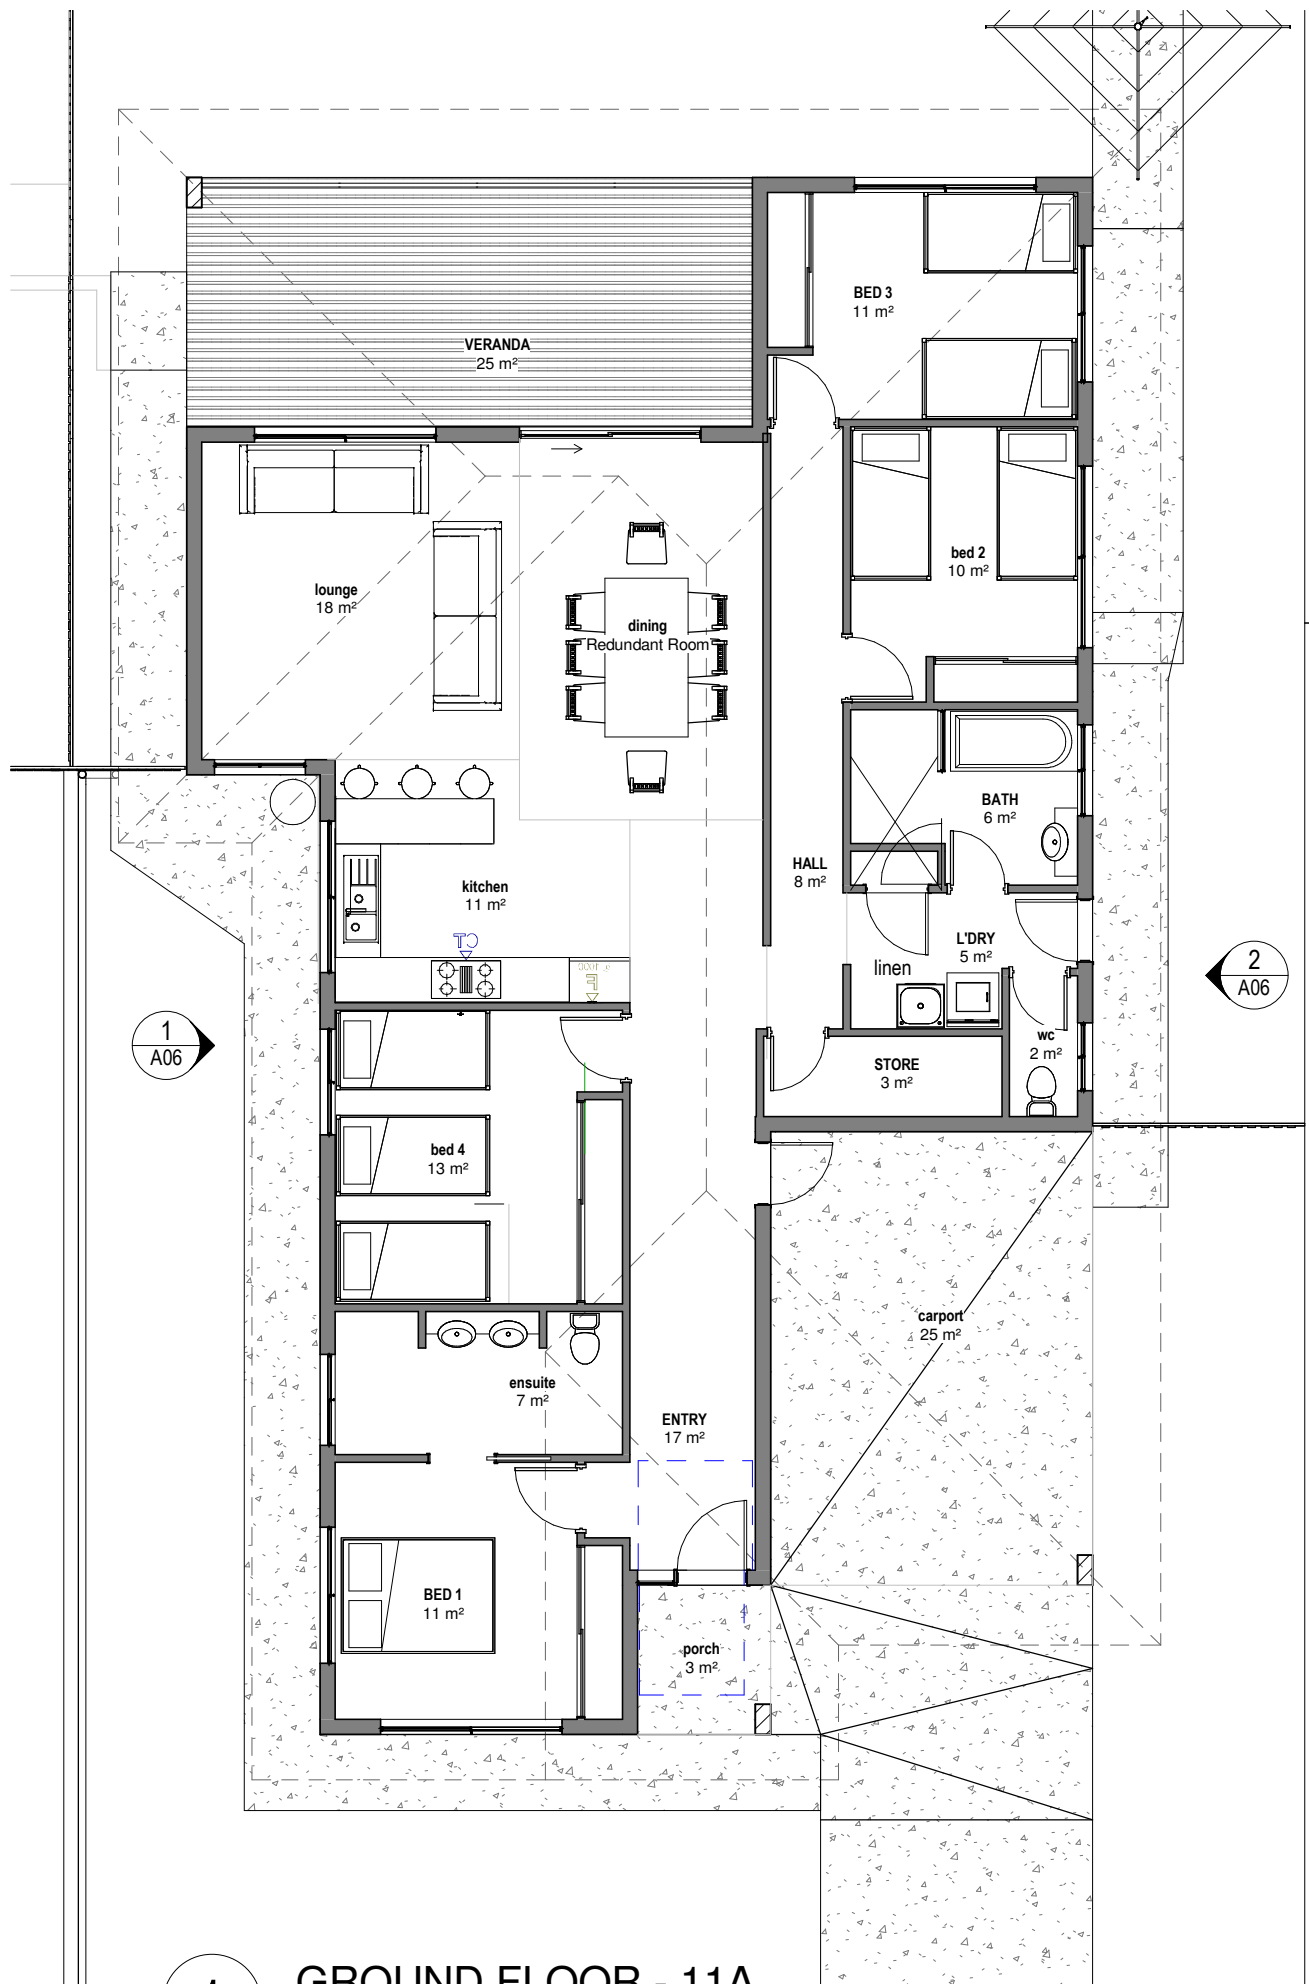 VERANDA
25 m²
BED 3
11 m²
bed 2
10 m²
lounge
18 m²
dining
Redundant Room
BATH
6 m²
HALL
8 m²
kitchen
11 m²
L'DRY
5 m²
linen
CT
F
2
A06
1
A06
wc
2 m²
STORE
3 m²
bed 4
13 m²
carport
25 m²
ensuite
7 m²
ENTRY
17 m²
BED 1
11 m²
porch
3 m²
GROUND FLOOR - 11A